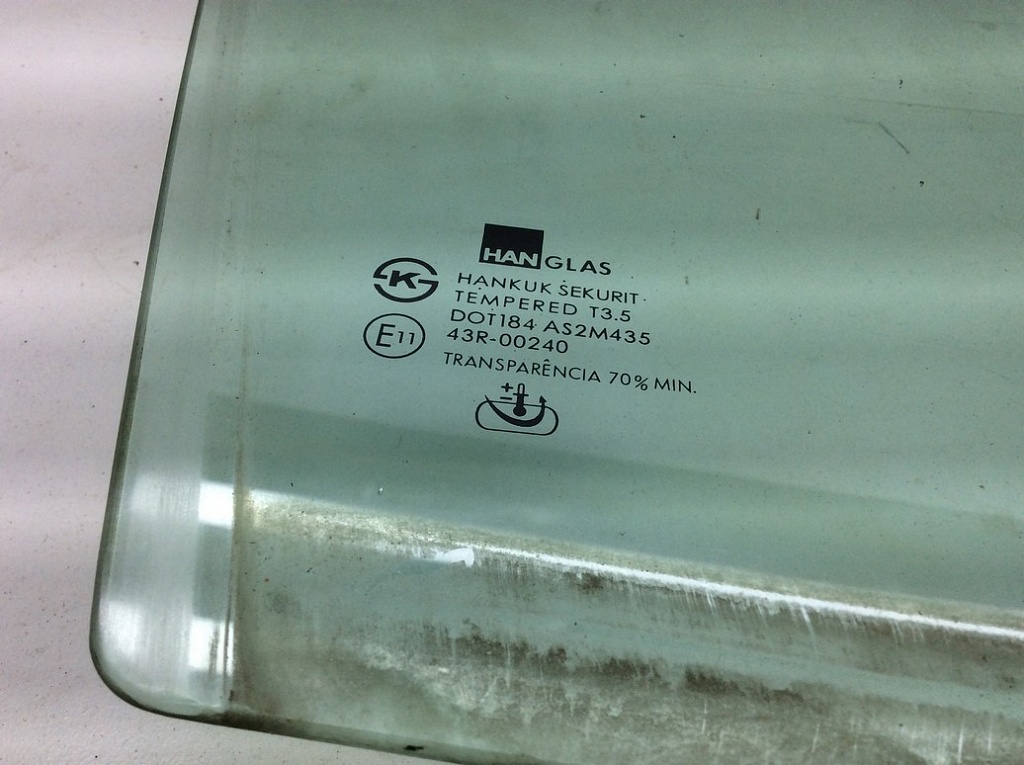 HANGLAS
K
HANKUK SEKURIT
TEMPERED T3.5
DOT184 AS2M435
E11
43R-00240
TRANSPARÊNCIA 70% MIN.